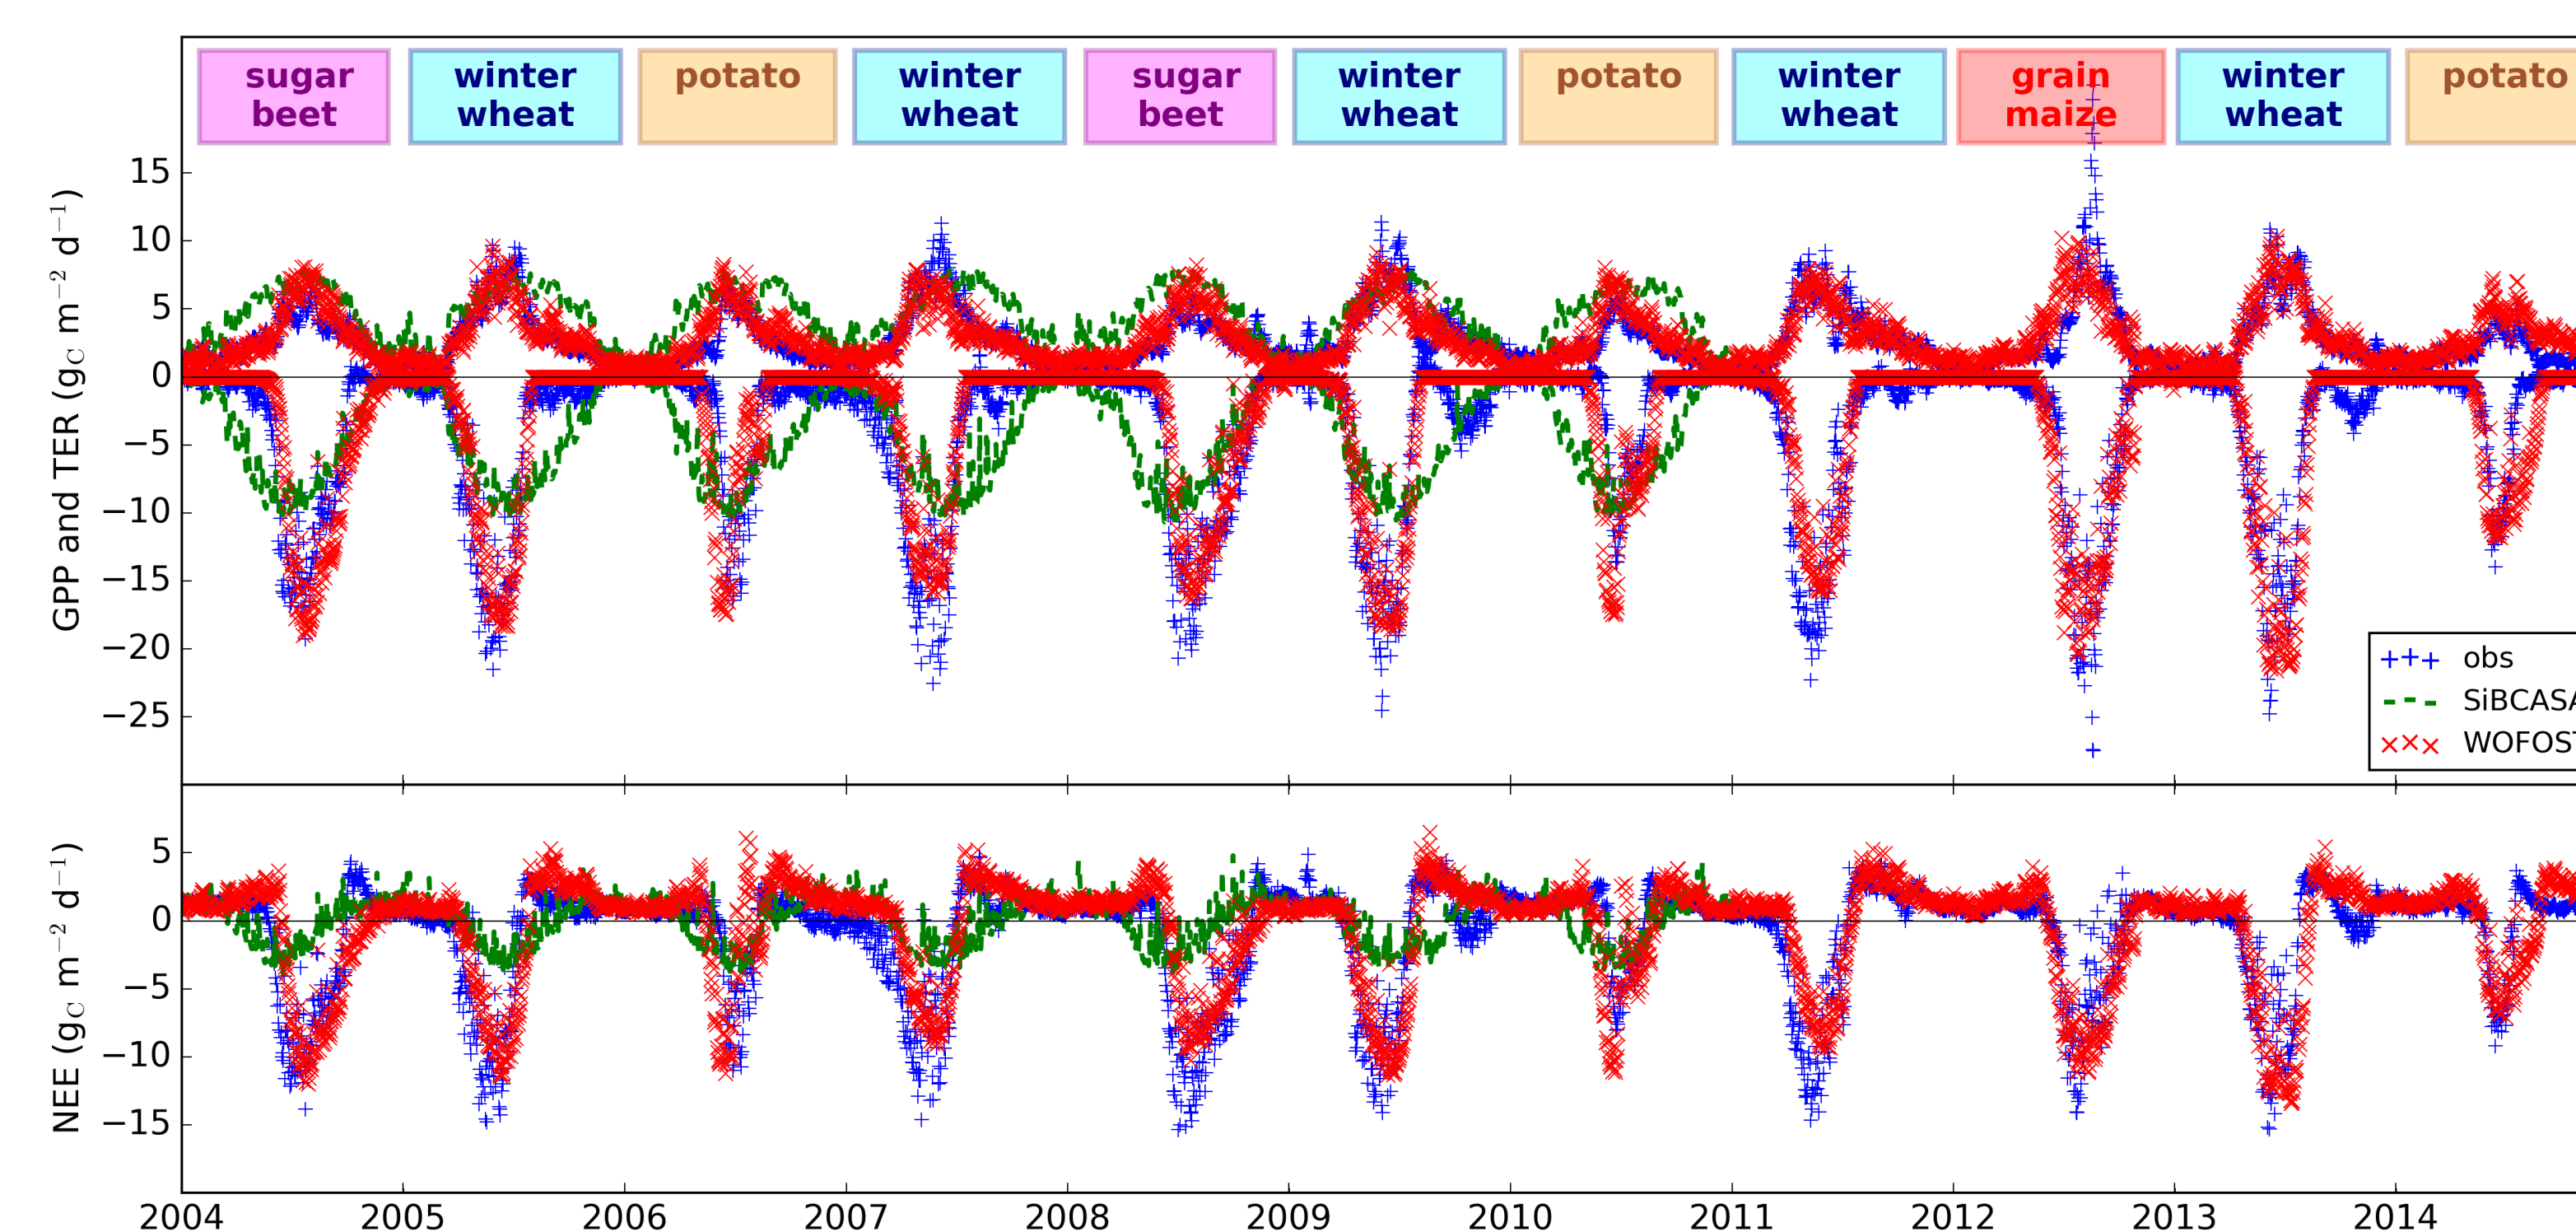 sugar beet
winter wheat
potato
winter wheat
sugar beet
winter wheat
potato
winter wheat
grain maize
winter wheat
potato
GPP and TER (g_C m^−2 d^−1)
15
10
5
0
−5
−10
−15
−20
−25
obs
SiBCASA
WOFOST
NEE (g_C m^−2 d^−1)
5
0
−5
−10
−15
2004 2005 2006 2007 2008 2009 2010 2011 2012 2013 2014